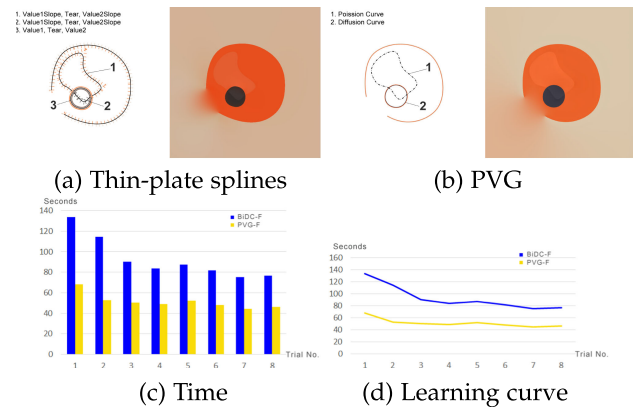 1. Value1Slope, Tear, Value2Slope
2. Value1Slope, Tear, Value2Slope
3. Value1, Tear, Value2
1
3
2
1. Poission Curve
2. Diffusion Curve
1
2
(a) Thin-plate splines
(b) PVG
Seconds
140
120
100
80
60
40
20
0
BiDC-F
PVG-F
1 2 3 4 5 6 7 8
Trial No.
(c) Time
Seconds
160
140
120
100
80
60
40
20
0
BiDC-F
PVG-F
1 2 3 4 5 6 7 8
Trial No.
(d) Learning curve